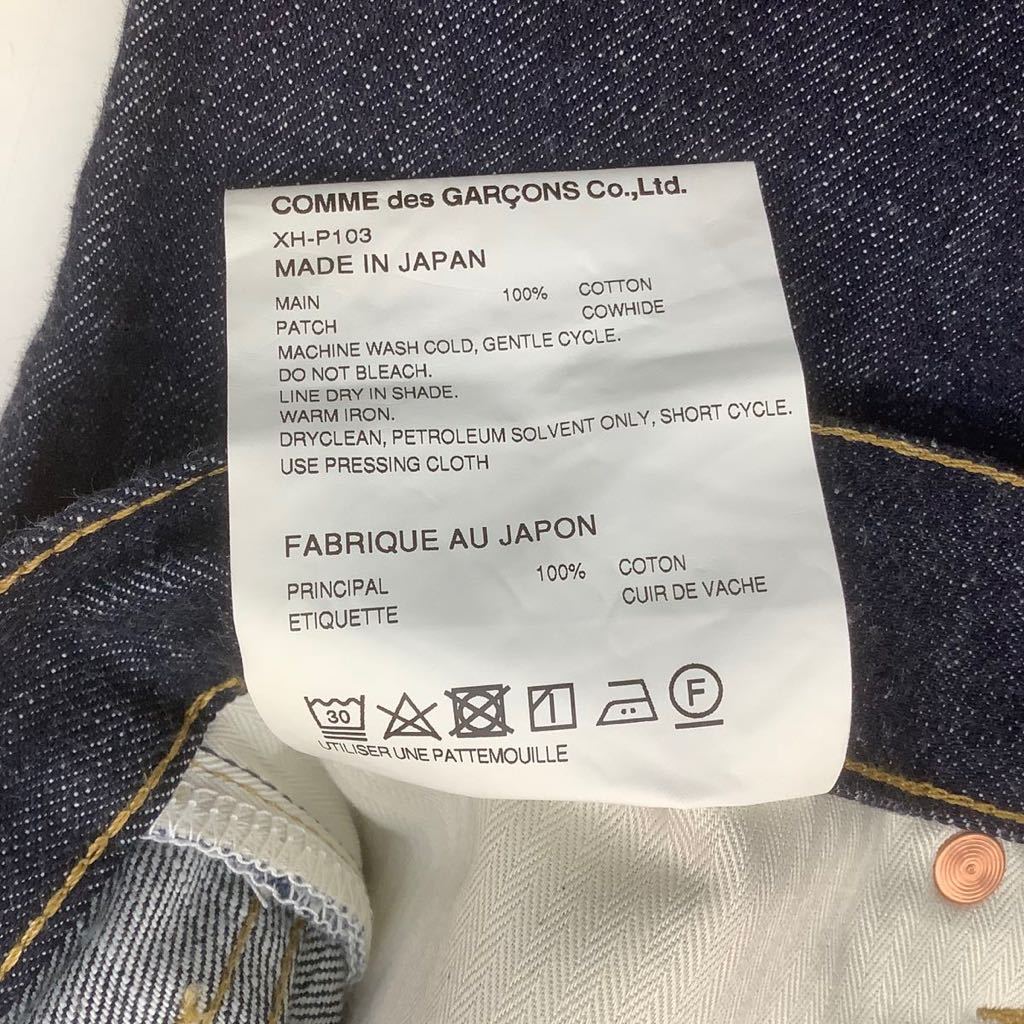 COMME des GARÇONS Co.,Ltd.
XH-P103
MADE IN JAPAN
MAIN 100% COTTON
PATCH COWHIDE
MACHINE WASH COLD, GENTLE CYCLE.
DO NOT BLEACH.
LINE DRY IN SHADE.
WARM IRON.
DRYCLEAN, PETROLEUM SOLVENT ONLY, SHORT CYCLE.
USE PRESSING CLOTH
FABRIQUE AU JAPON
PRINCIPAL 100% COTON
ETIQUETTE CUIR DE VACHE
30 F
UTILISER UNE PATTEMOUILLE